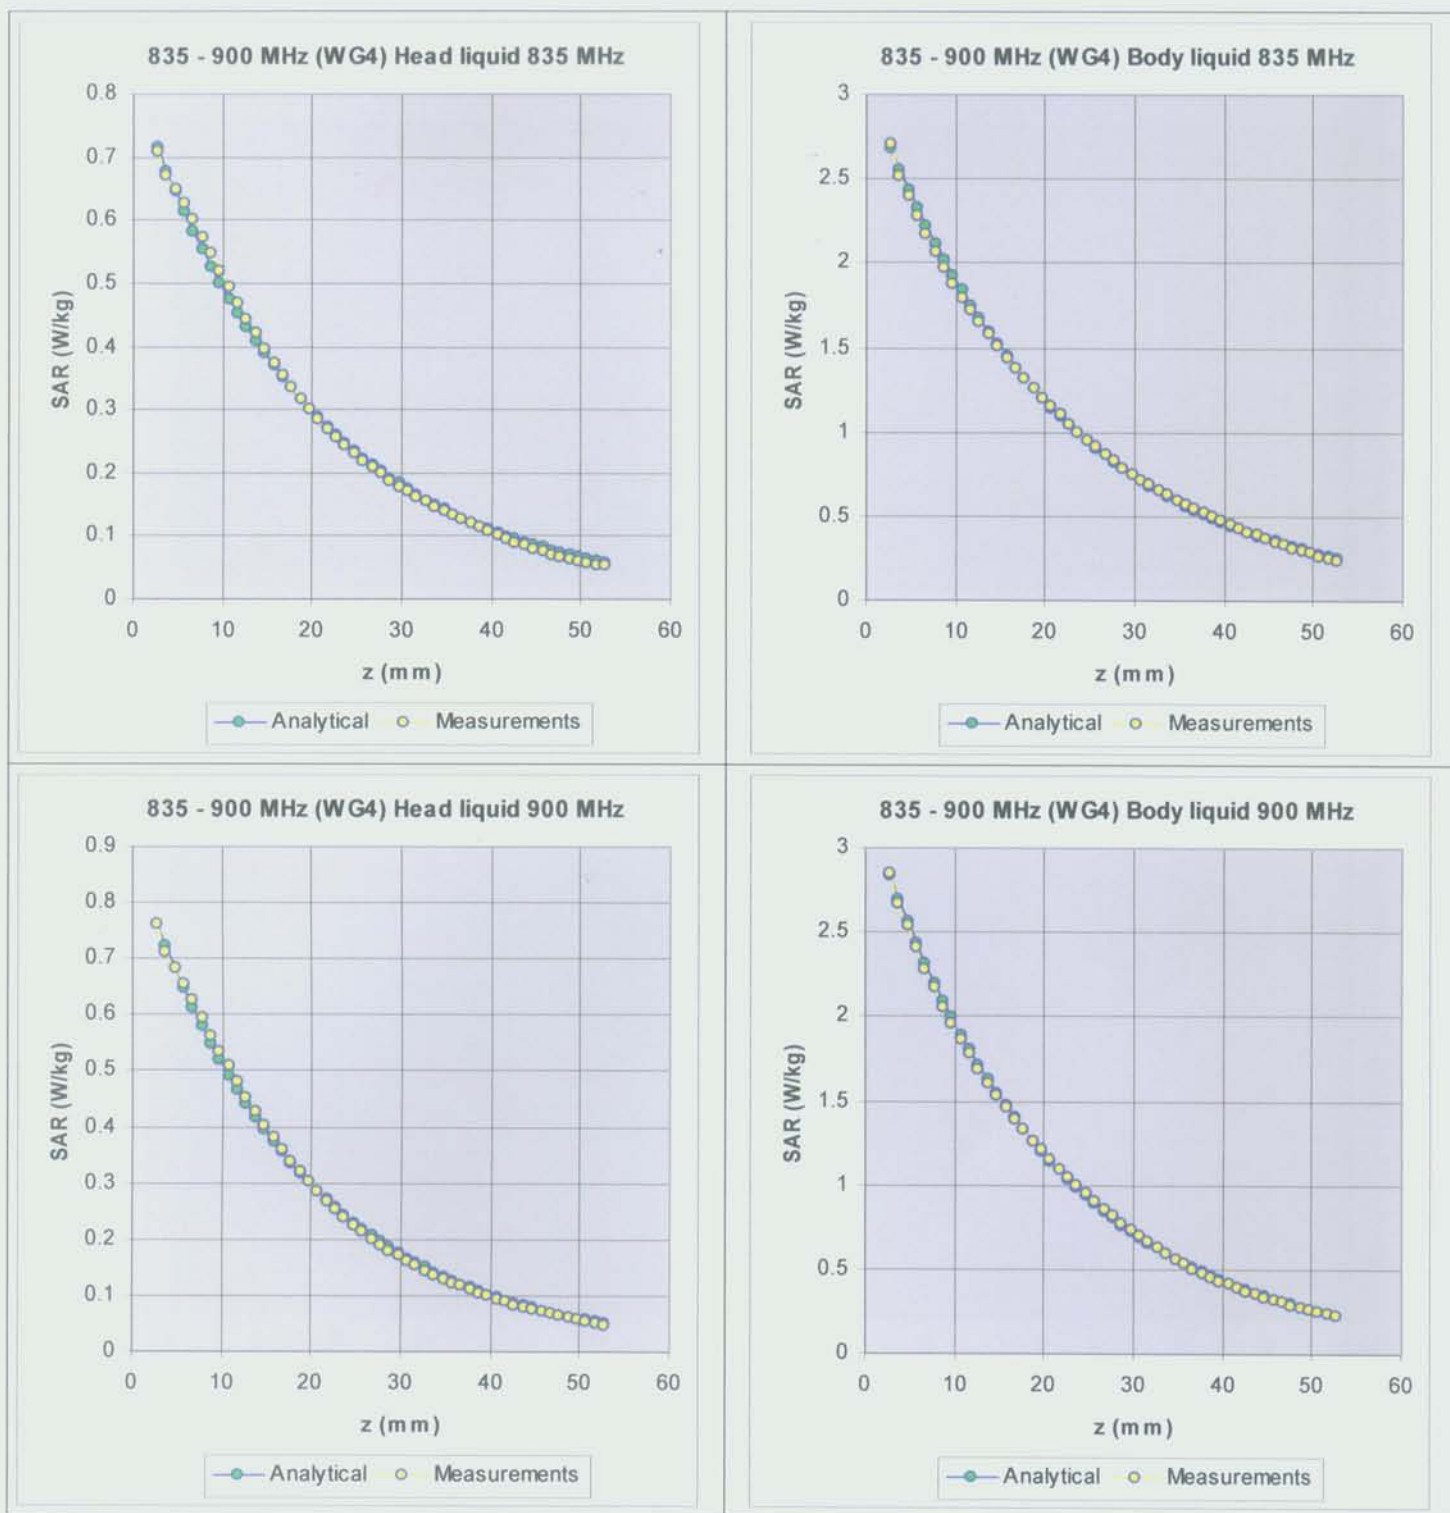 835 - 900 MHz (WG4) Head liquid 835 MHz
0.8
0.7
0.6
0.5
0.4
0.3
0.2
0.1
0
SAR (W/kg)
0 10 20 30 40 50 60
z (mm)
Analytical Measurements
835 - 900 MHz (WG4) Body liquid 835 MHz
3
2.5
2
1.5
1
0.5
0
SAR (W/kg)
0 10 20 30 40 50 60
z (mm)
Analytical Measurements
835 - 900 MHz (WG4) Head liquid 900 MHz
0.9
0.8
0.7
0.6
0.5
0.4
0.3
0.2
0.1
0
SAR (W/kg)
0 10 20 30 40 50 60
z (mm)
Analytical Measurements
835 - 900 MHz (WG4) Body liquid 900 MHz
3
2.5
2
1.5
1
0.5
0
SAR (W/kg)
0 10 20 30 40 50 60
z (mm)
Analytical Measurements